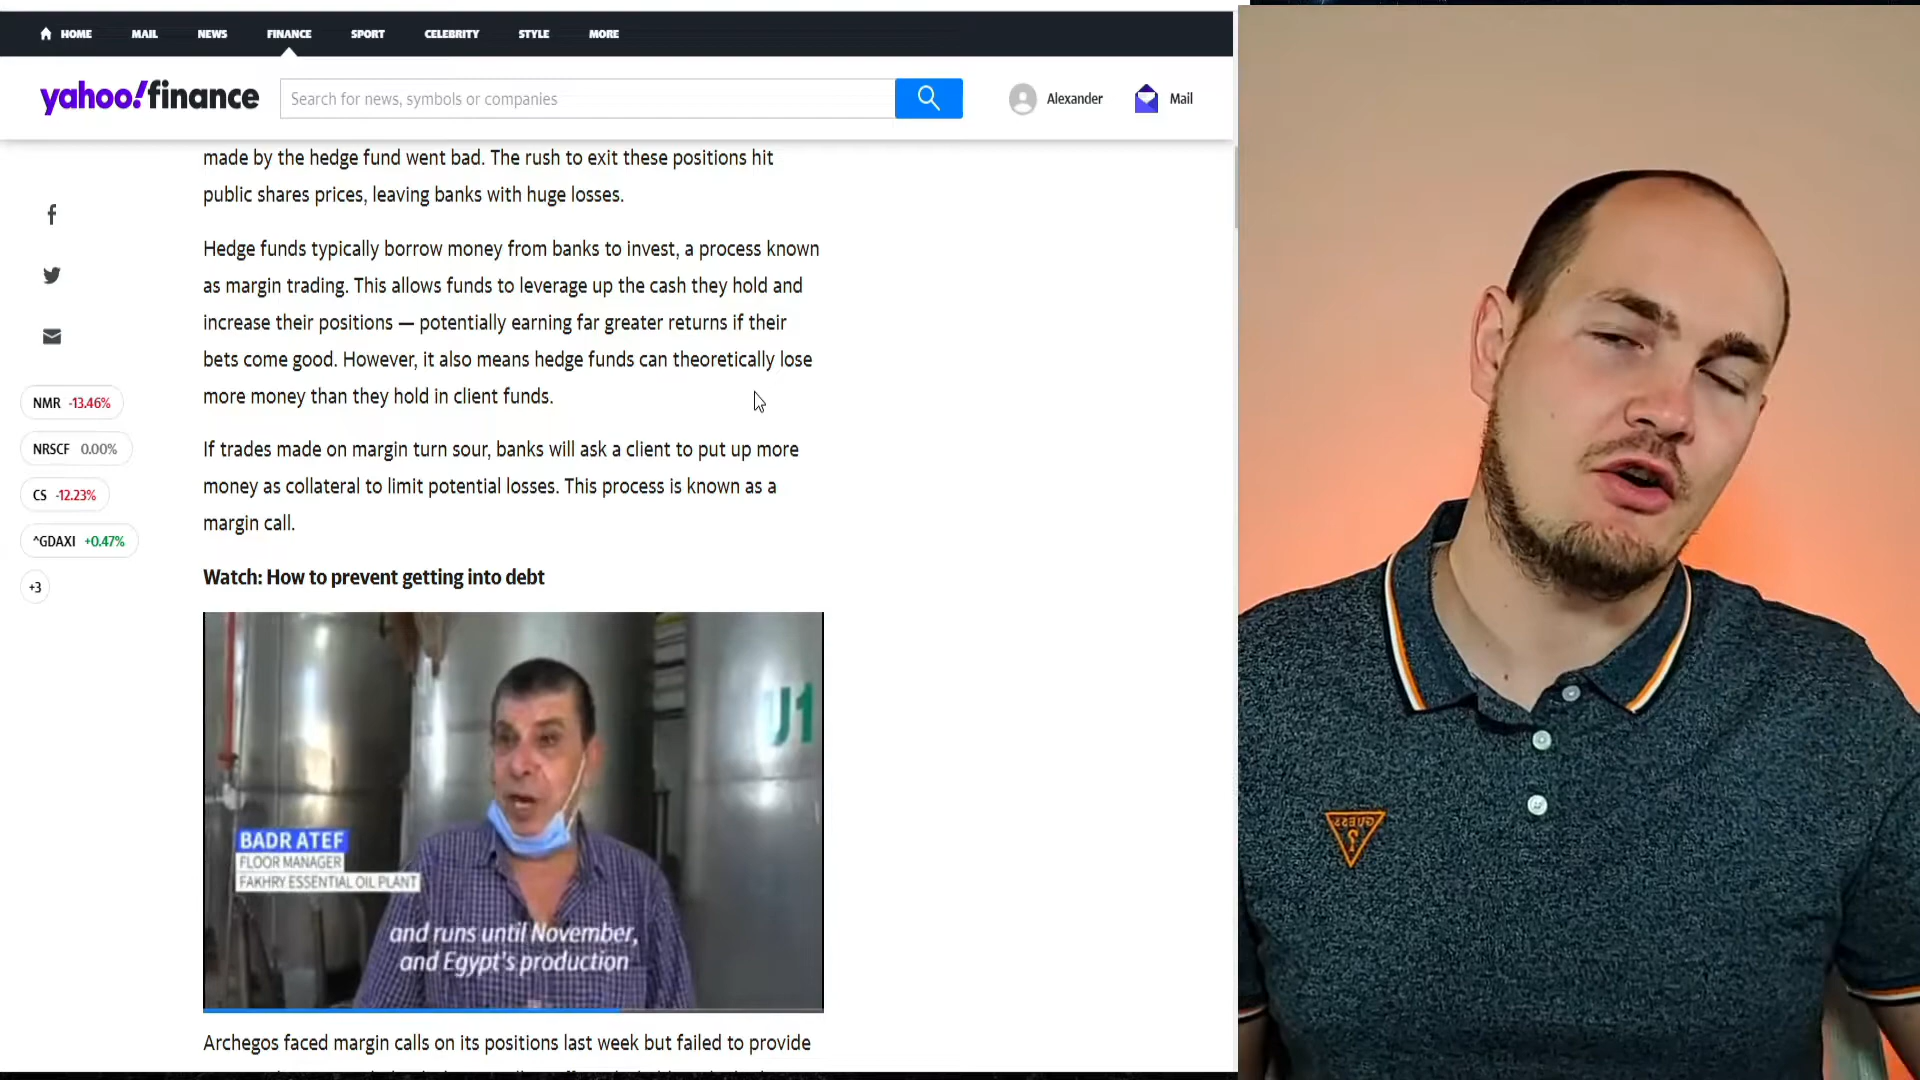 HOME MAIL NEWS FINANCE SPORT CELEBRITY STYLE MORE
yahoo!finance
Search for news, symbols or companies
Alexander
Mail
made by the hedge fund went bad. The rush to exit these positions hit
public shares prices, leaving banks with huge losses.
Hedge funds typically borrow money from banks to invest, a process known
as margin trading. This allows funds to leverage up the cash they hold and
increase their positions — potentially earning far greater returns if their
bets come good. However, it also means hedge funds can theoretically lose
more money than they hold in client funds.
NMR -13.46%
NRSCF 0.00%
CS -12.23%
^GDAXI +0.47%
+3
If trades made on margin turn sour, banks will ask a client to put up more
money as collateral to limit potential losses. This process is known as a
margin call.
Watch: How to prevent getting into debt
U1
BADR ATEF
FLOOR MANAGER
FAKHRY ESSENTIAL OIL PLANT
and runs until November,
and Egypt's production
Archegos faced margin calls on its positions last week but failed to provide
GUESS
?